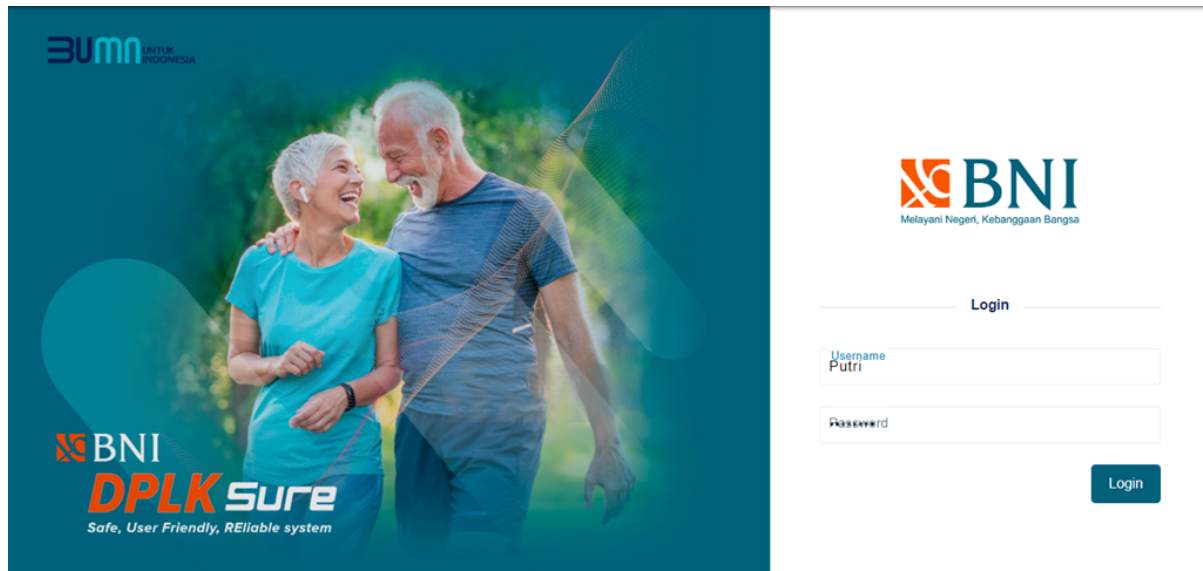 BUMN UNTUK
INDONESIA
BNI
DPLK Sure
Safe, User Friendly, REliable system
BNI
Melayani Negeri, Kebanggaan Bangsa
Login
Username
Putri
Password
Login